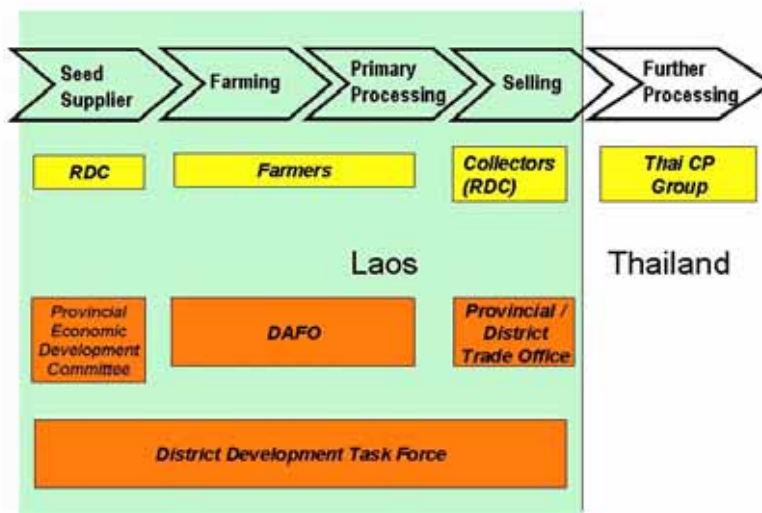 Seed
Supplier
Farming
Primary
Processing
Selling
Further
Processing
RDC
Farmers
Collectors
(RDC)
Thai CP
Group
Laos
Thailand
Provincial
Economic
Development
Committee
DAFO
Provincial /
District
Trade Office
District Development Task Force